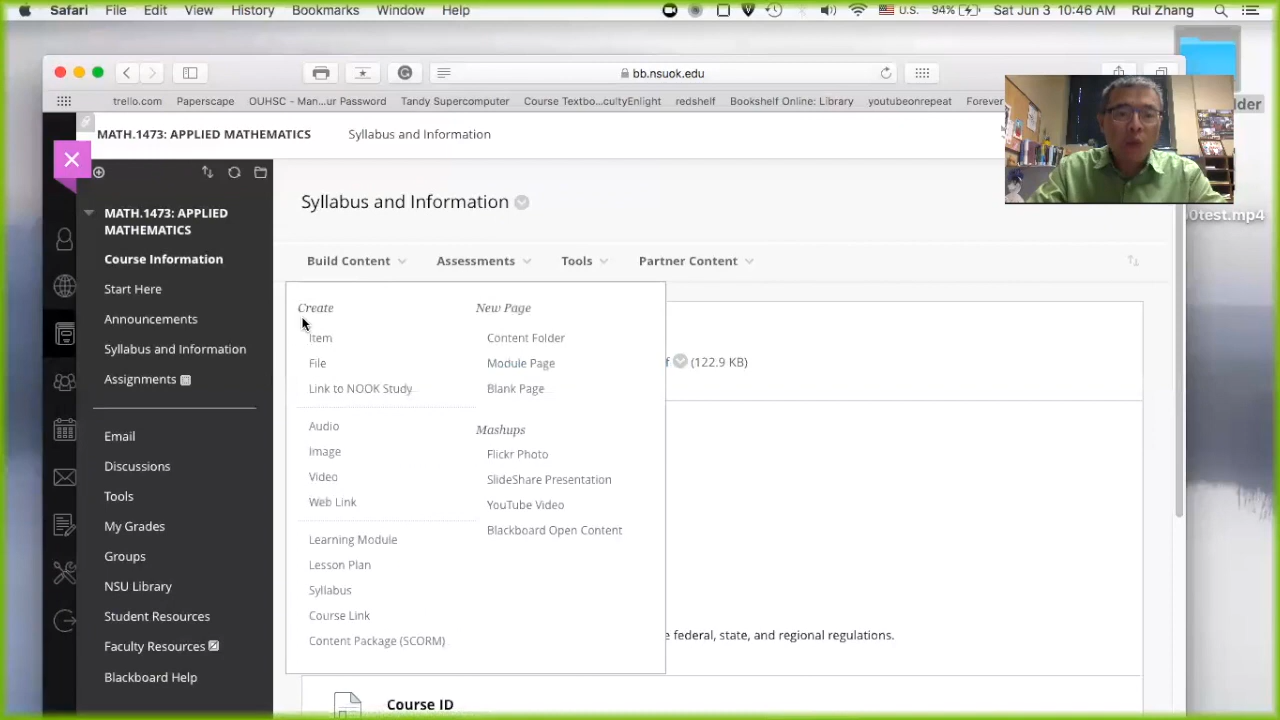 Safari File Edit View History Bookmarks Window Help U.S. 94% Sat Jun 3 10:46 AM Rui Zhang
bb.nsuok.edu
trello.com Paperscape OUHSC - Man...ur Password Tandy Supercomputer Course Textbo...cultyEnlight redshelf Bookshelf Online: Library youtubeonrepeat Forever
MATH.1473: APPLIED MATHEMATICS Syllabus and Information
0test.mp4
MATH.1473: APPLIED
MATHEMATICS
Course Information
Start Here
Announcements
Syllabus and Information
Assignments
Email
Discussions
Tools
My Grades
Groups
NSU Library
Student Resources
Faculty Resources
Blackboard Help
Syllabus and Information
Build Content Assessments Tools Partner Content
Create
Item
File
Link to NOOK Study
Audio
Image
Video
Web Link
Learning Module
Lesson Plan
Syllabus
Course Link
Content Package (SCORM)
New Page
Content Folder
Module Page
Blank Page
Mashups
Flickr Photo
SlideShare Presentation
YouTube Video
Blackboard Open Content
f (122.9 KB)
e federal, state, and regional regulations.
Course ID